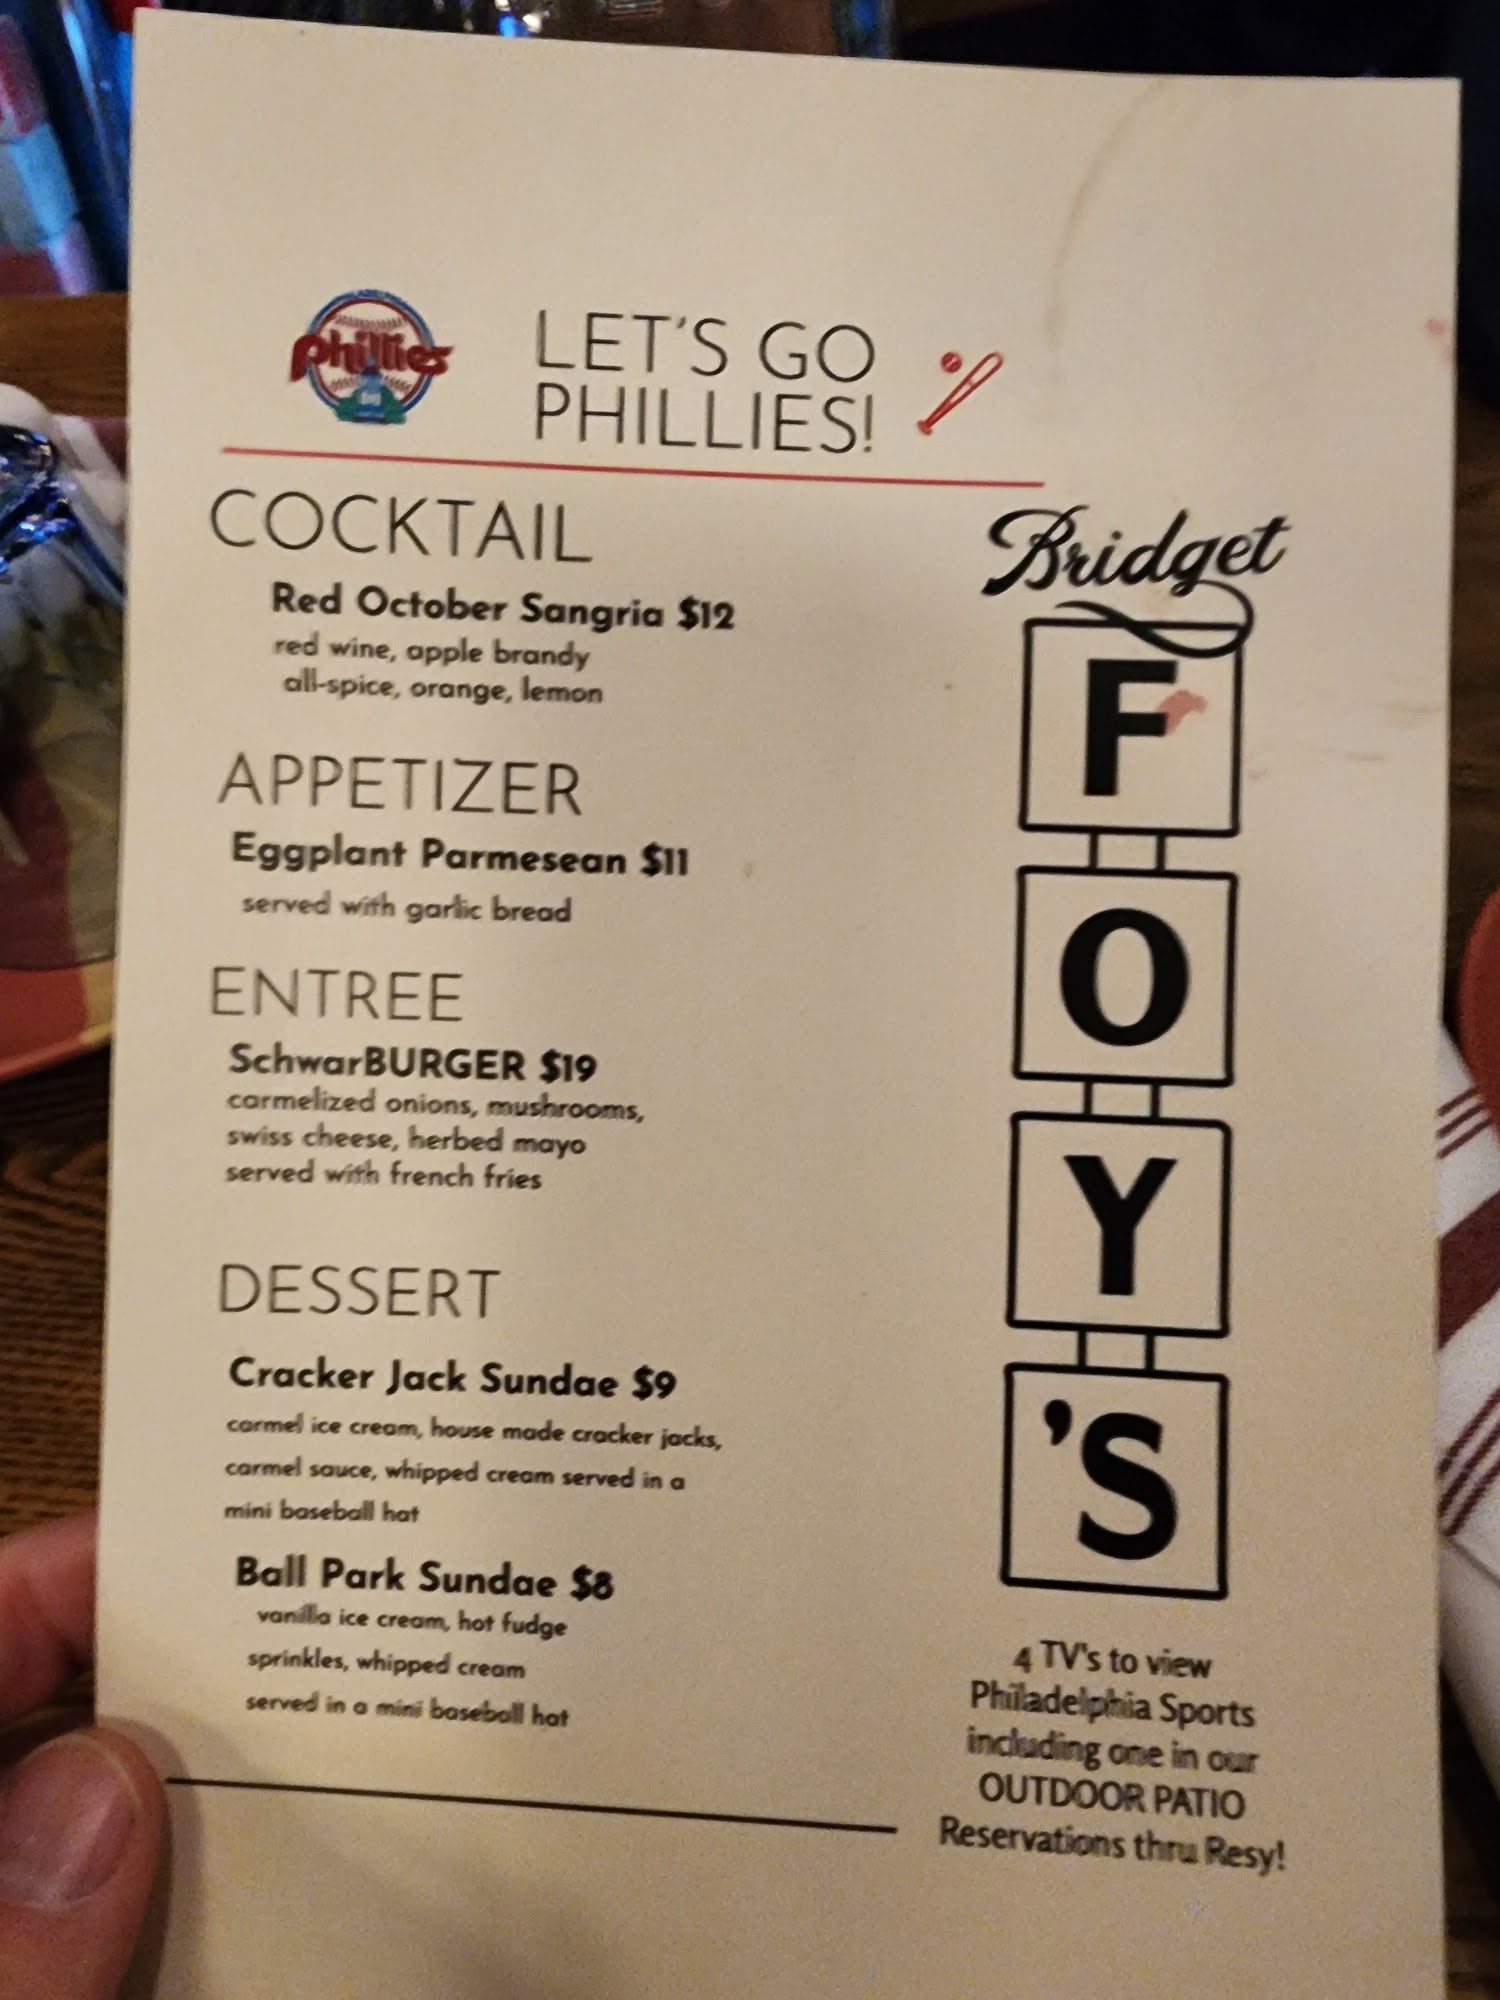 Phillies
LET'S GO
PHILLIES!
COCKTAIL
Red October Sangria $12
red wine, apple brandy
all-spice, orange, lemon
APPETIZER
Eggplant Parmesean $11
served with garlic bread
ENTREE
SchwarBURGER $19
carmelized onions, mushrooms,
swiss cheese, herbed mayo
served with french fries
DESSERT
Cracker Jack Sundae $9
carmel ice cream, house made cracker jacks,
carmel sauce, whipped cream served in a
mini baseball hat
Ball Park Sundae $8
vanilla ice cream, hot fudge
sprinkles, whipped cream
served in a mini baseball hat
Bridget
F
O
Y
'S
4 TV's to view
Philadelphia Sports
including one in our
OUTDOOR PATIO
Reservations thru Resy!